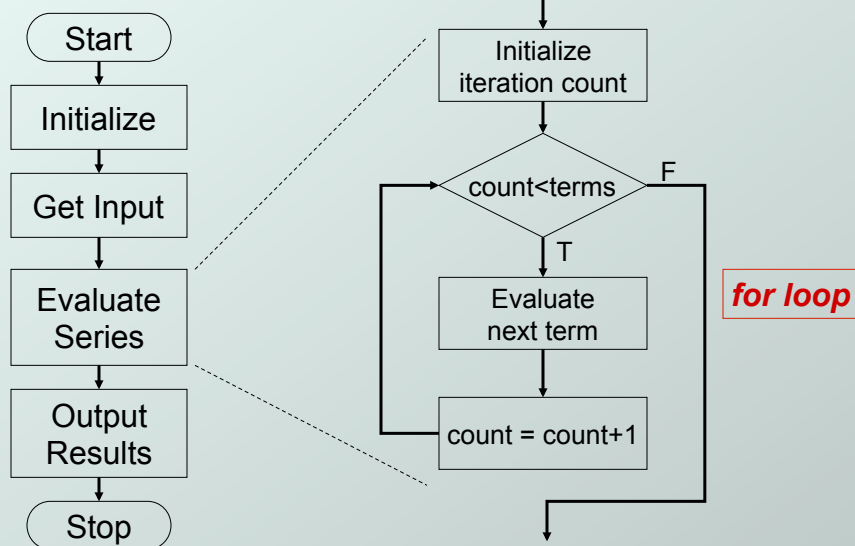 Start
Initialize
Get Input
Evaluate
Series
Output
Results
Stop
Initialize
iteration count
count<terms
F
T
Evaluate
next term
count = count+1
for loop